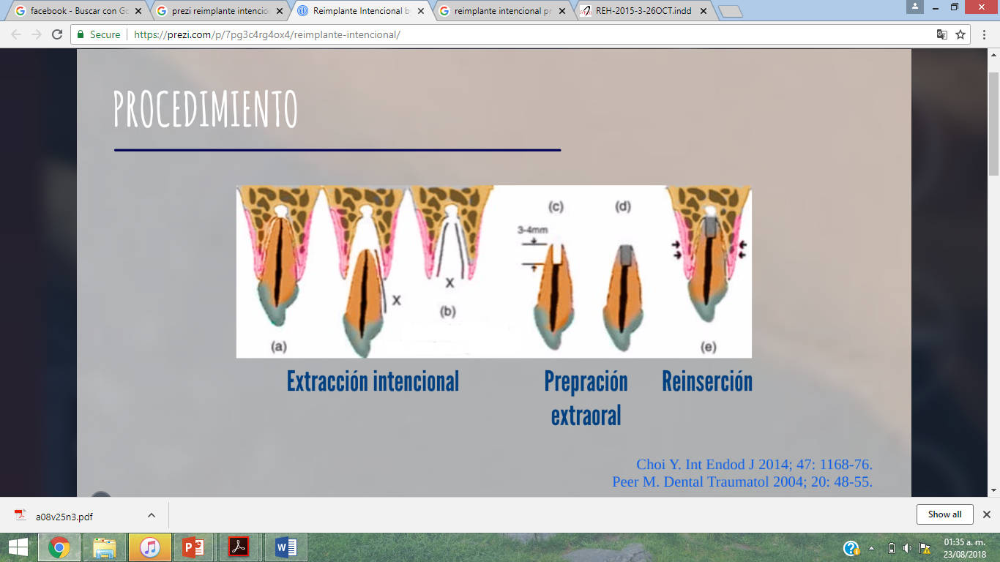 facebook - Buscar con Go
prezi reimplante intencio
Reimplante Intencional by
reimplante intencional pr
REH-2015-3-26OCT.indd
Secure
https://prezi.com/p/7pg3c4rg4ox4/reimplante-intencional/
PROCEDIMIENTO
(c)
(d)
3-4mm
X
X
(b)
(a)
(e)
Extracción intencional
Prepración
extraoral
Reinserción
Choi Y. Int Endod J 2014; 47: 1168-76.
Peer M. Dental Traumatol 2004; 20: 48-55.
a08v25n3.pdf
Show all
01:35 a. m.
23/08/2018